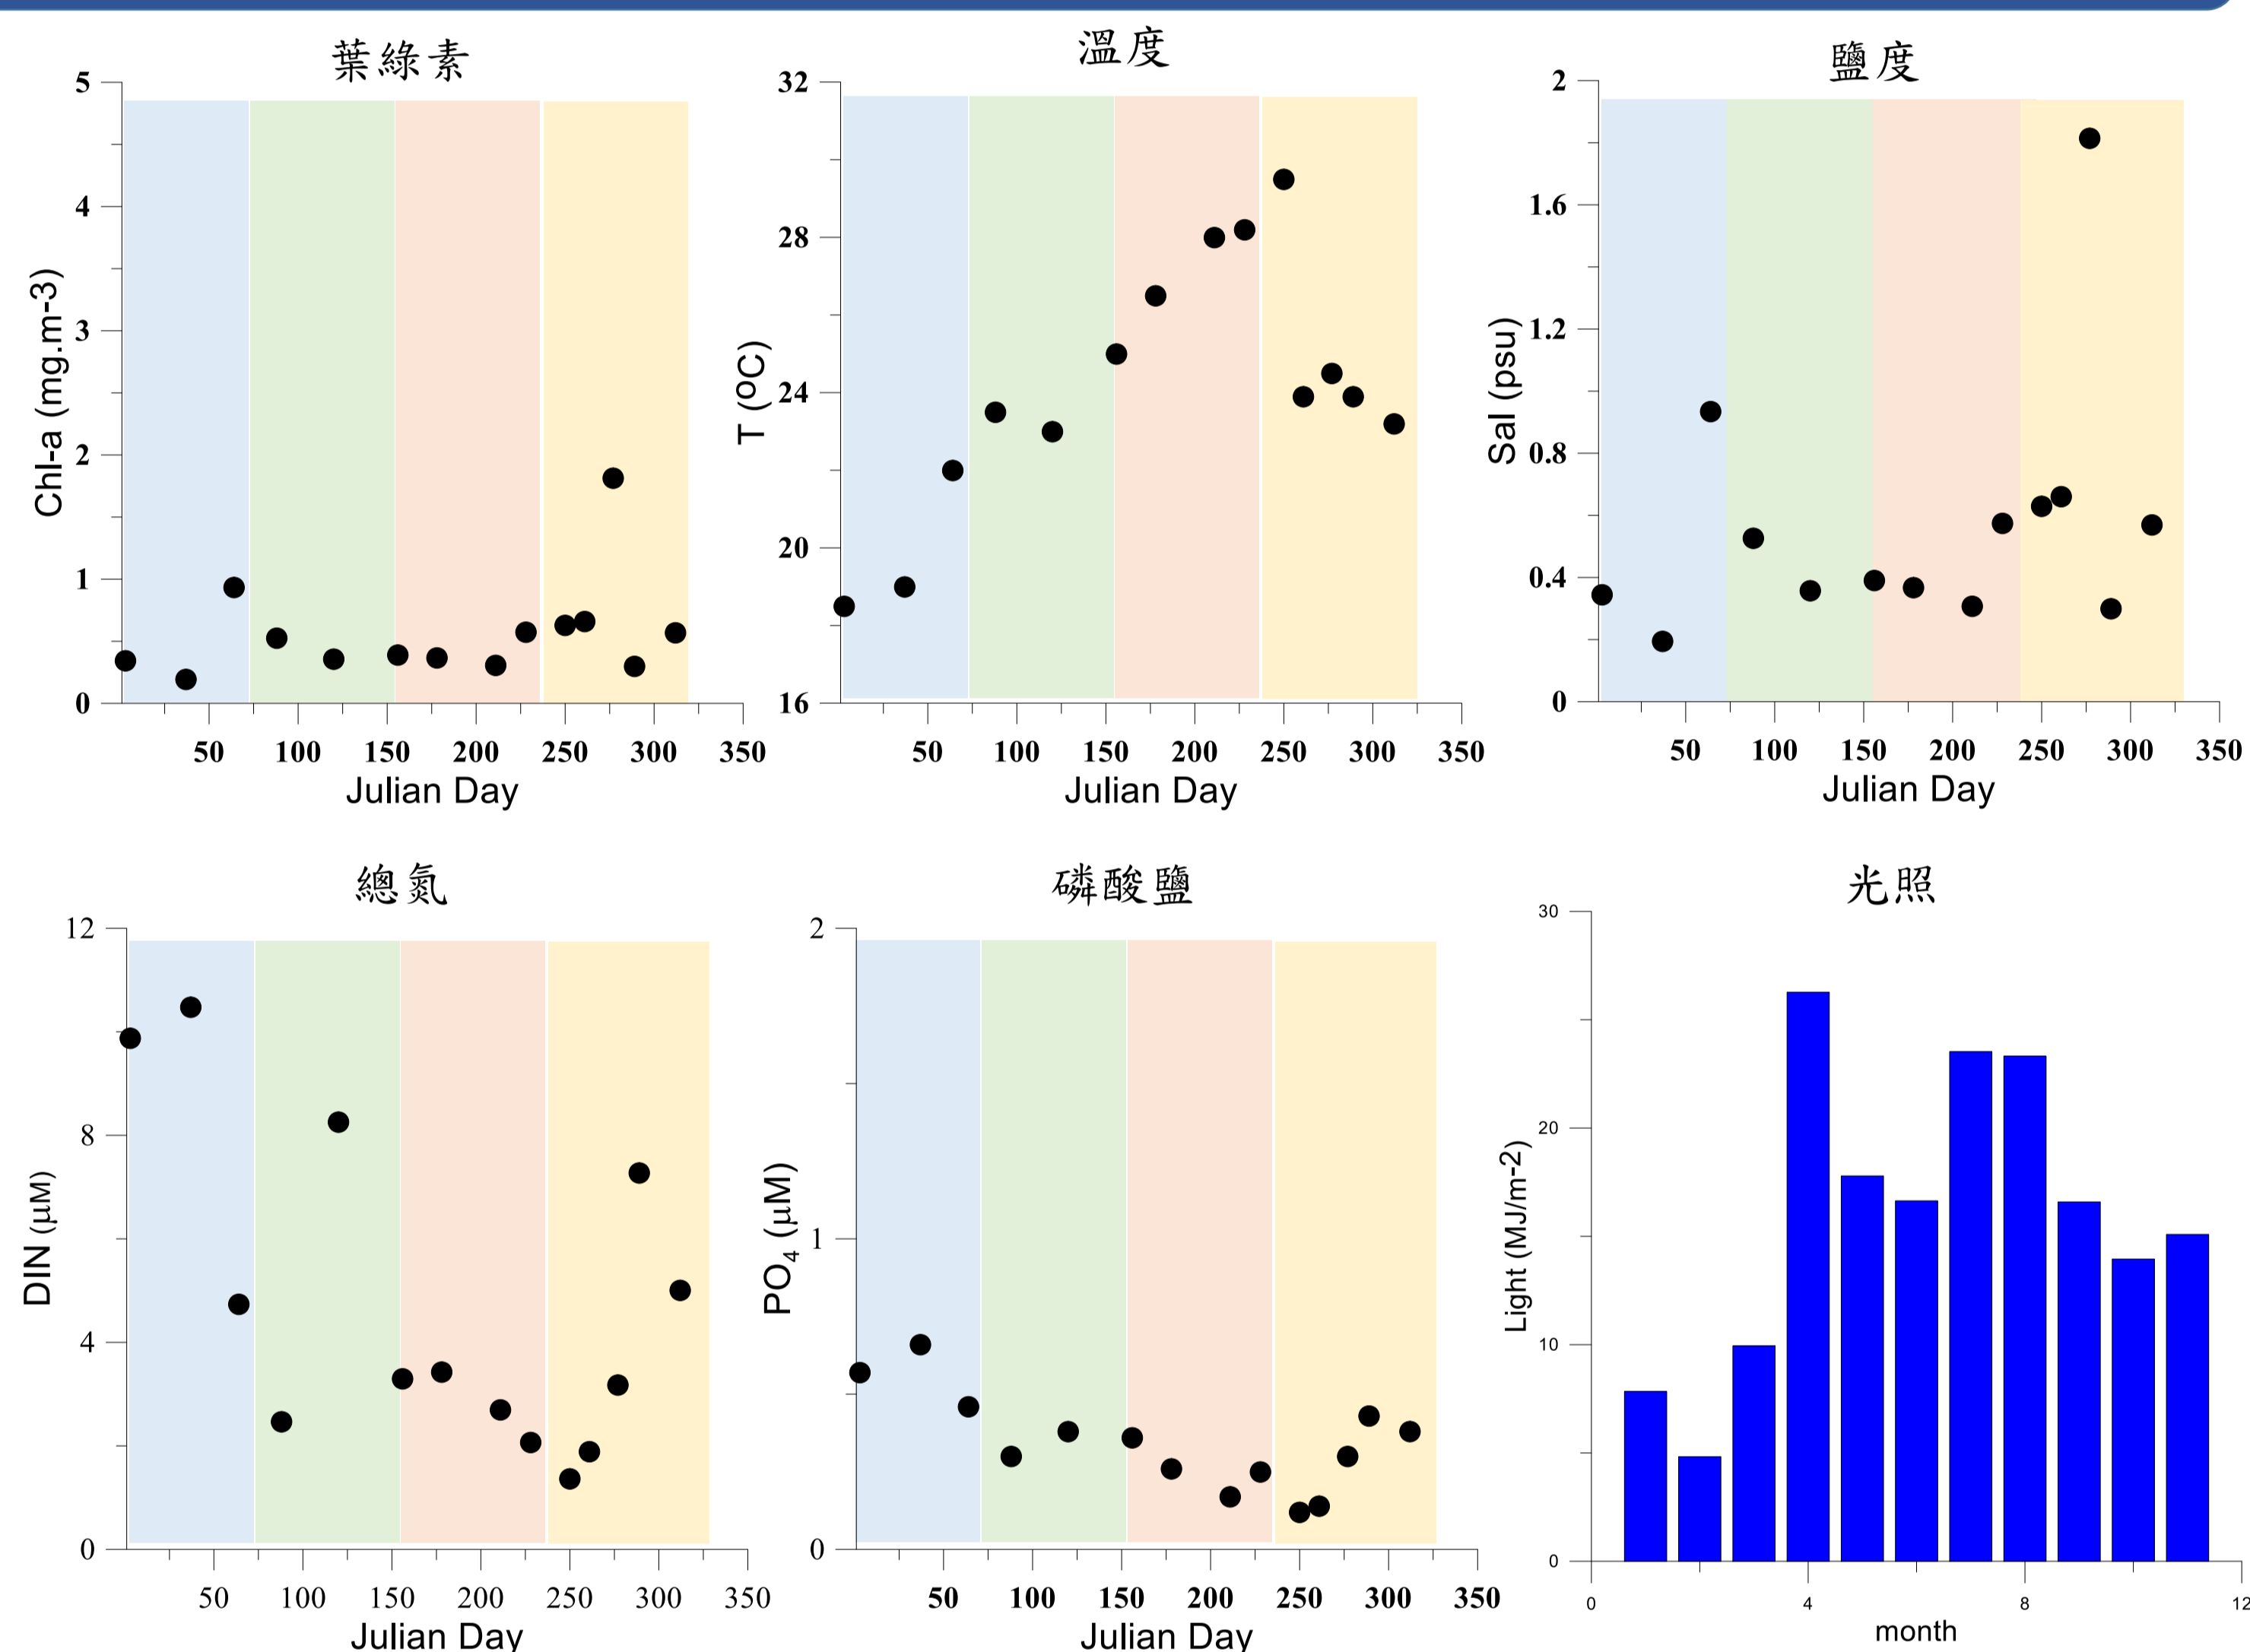 葉綠素
5
4
3
2
1
0
Chl-a (mg.m-3)
50 100 150 200 250 300 350
Julian Day
溫度
32
28
24
20
16
T (ºC)
50 100 150 200 250 300 350
Julian Day
鹽度
2
1.6
1.2
0.8
0.4
0
Sal (psu)
50 100 150 200 250 300 350
Julian Day
總氮
12
8
4
0
DIN (µM)
50 100 150 200 250 300 350
Julian Day
磷酸鹽
2
1
0
PO₄ (µM)
50 100 150 200 250 300 350
Julian Day
光照
30
20
10
0
Light (MJ/m-2)
0 4 8 12
month